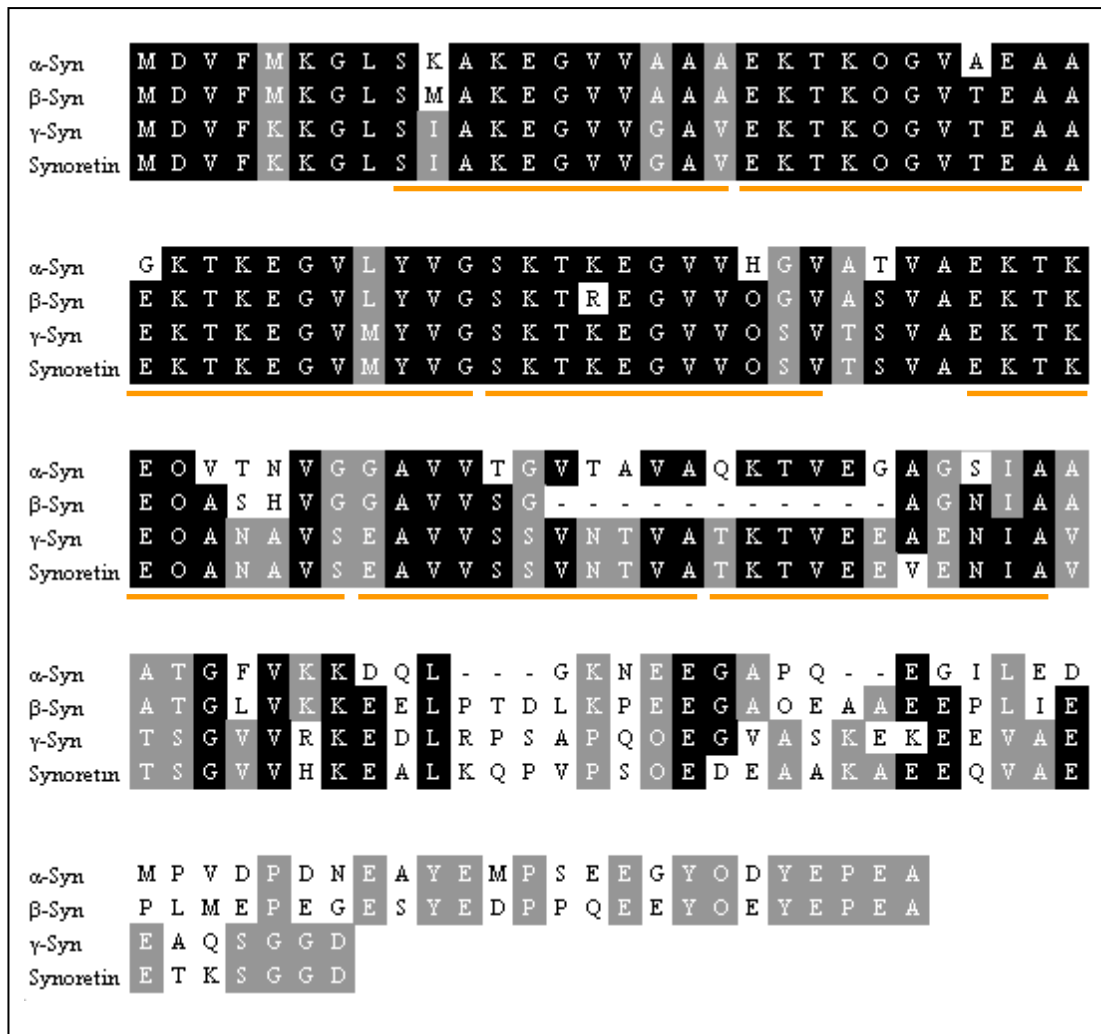 α-Syn M D V F M K G L S K A K E G V V A A A E K T K O G V A E A A
β-Syn M D V F M K G L S M A K E G V V A A A E K T K O G V T E A A
γ-Syn M D V F K K G L S I A K E G V V G A V E K T K O G V T E A A
Synoretin M D V F K K G L S I A K E G V V G A V E K T K O G V T E A A
α-Syn G K T K E G V L Y V G S K T K E G V V H G V A T V A E K T K
β-Syn E K T K E G V L Y V G S K T R E G V V O G V A S V A E K T K
γ-Syn E K T K E G V M Y V G S K T K E G V V O S V T S V A E K T K
Synoretin E K T K E G V M Y V G S K T K E G V V O S V T S V A E K T K
α-Syn E O V T N V G G A V V T G V T A V A Q K T V E G A G S I A A
β-Syn E O A S H V G G A V V S G - - - - - - - - - - - A G N I A A
γ-Syn E O A N A V S E A V V S S V N T V A T K T V E E A E N I A V
Synoretin E O A N A V S E A V V S S V N T V A T K T V E E V E N I A V
α-Syn A T G F V K K D Q L - - - G K N E E G A P Q - - E G I L E D
β-Syn A T G L V K K E E L P T D L K P E E G A O E A A E E P L I E
γ-Syn T S G V V R K E D L R P S A P Q O E G V A S K E K E E V A E
Synoretin T S G V V H K E A L K Q P V P S O E D E A A K A E E Q V A E
α-Syn M P V D P D N E A Y E M P S E E G Y O D Y E P E A
β-Syn P L M E P E G E S Y E D P P Q E E Y O E Y E P E A
γ-Syn E A Q S G G D
Synoretin E T K S G G D